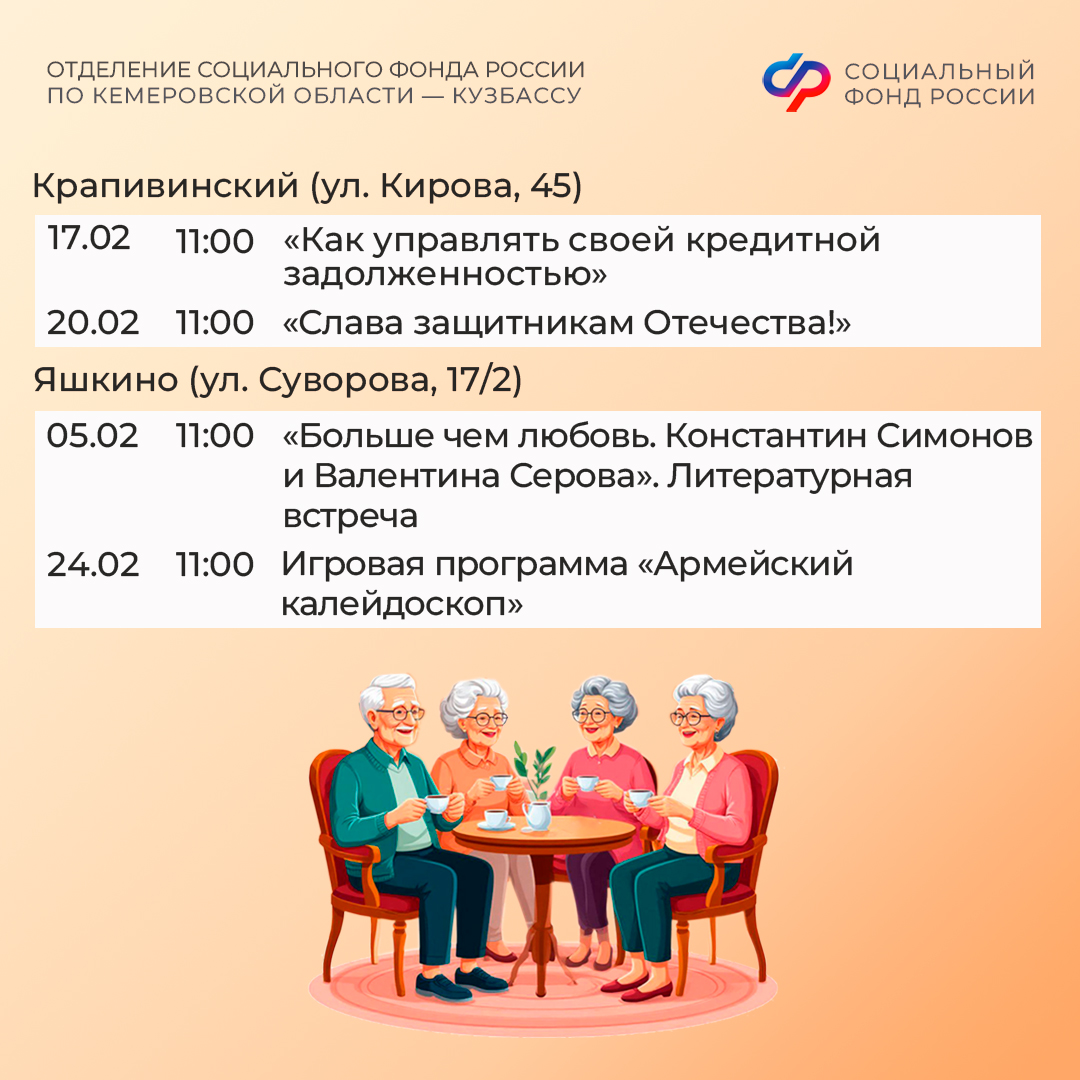 ОТДЕЛЕНИЕ СОЦИАЛЬНОГО ФОНДА РОССИИ
ПО КЕМЕРОВСКОЙ ОБЛАСТИ — КУЗБАССУ
СОЦИАЛЬНЫЙ
ФОНД РОССИИ
Крапивинский (ул. Кирова, 45)
17.02 11:00 «Как управлять своей кредитной
задолженностью»
20.02 11:00 «Слава защитникам Отечества!»
Яшкино (ул. Суворова, 17/2)
05.02 11:00 «Больше чем любовь. Константин Симонов
и Валентина Серова». Литературная
встреча
24.02 11:00 Игровая программа «Армейский
калейдоскоп»